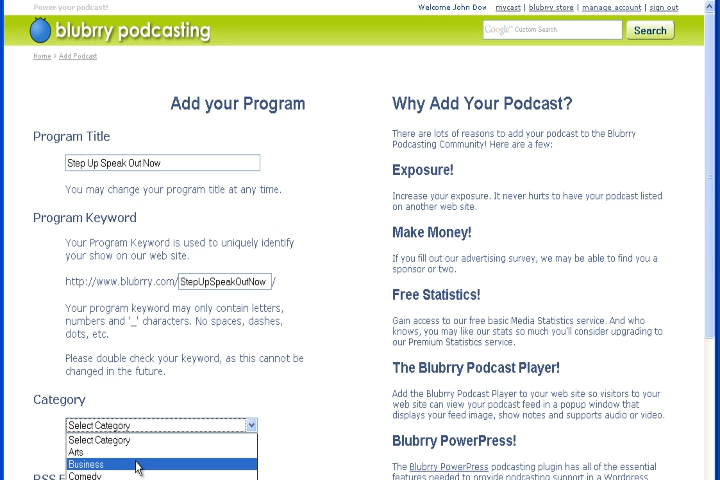 Power your podcast!
Welcome John Dox mycast | blubrry store | manage account | sign out
blubrry podcasting
Google™ Custom Search
Search
Home > Add Podcast
Add your Program
Program Title
Step Up Speak Out Now
You may change your program title at any time.
Program Keyword
Your Program Keyword is used to uniquely identify
your show on our web site.
http://www.blubrry.com/StepUpSpeakOutNow/
Your program keyword may only contain letters,
numbers and '_' characters. No spaces, dashes,
dots, etc.
Please double check your keyword, as this cannot be
changed in the future.
Category
Select Category
Select Category
Arts
Business
Comedy
Why Add Your Podcast?
There are lots of reasons to add your podcast to the Blubrry
Podcasting Community! Here are a few:
Exposure!
Increase your exposure. It never hurts to have your podcast listed
on another web site.
Make Money!
If you fill out our advertising survey, we may be able to find you a
sponsor or two.
Free Statistics!
Gain access to our free basic Media Statistics service. And who
knows, you may like our stats so much you'll consider upgrading to
our Premium Statistics service.
The Blubrry Podcast Player!
Add the Blubrry Podcast Player to your web site so visitors to your
web site can view your podcast feed in a popup window that
displays your feed image, show notes and supports audio or video.
Blubrry PowerPress!
The Blubrry PowerPress podcasting plugin has all of the essential
features needed to provide podcasting support in a Wordpress